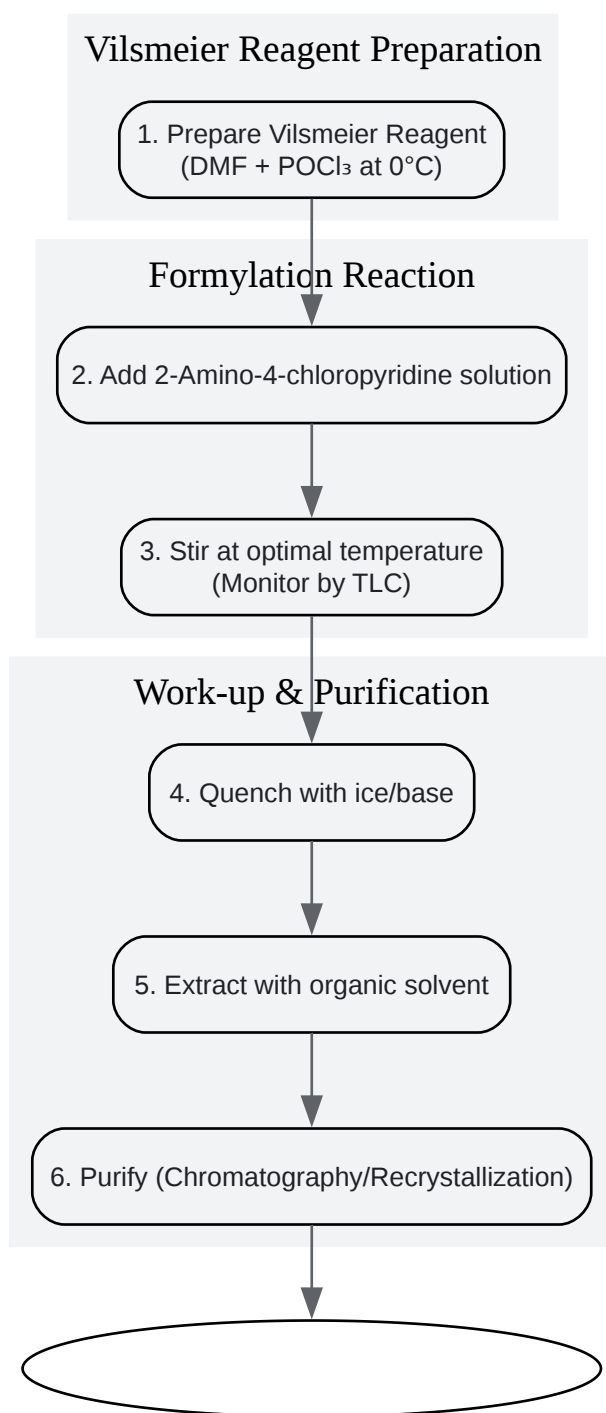 Vilsmeier Reagent Preparation
1. Prepare Vilsmeier Reagent
(DMF + POCl₃ at 0°C)
Formylation Reaction
2. Add 2-Amino-4-chloropyridine solution
3. Stir at optimal temperature
(Monitor by TLC)
Work-up & Purification
4. Quench with ice/base
5. Extract with organic solvent
6. Purify (Chromatography/Recrystallization)